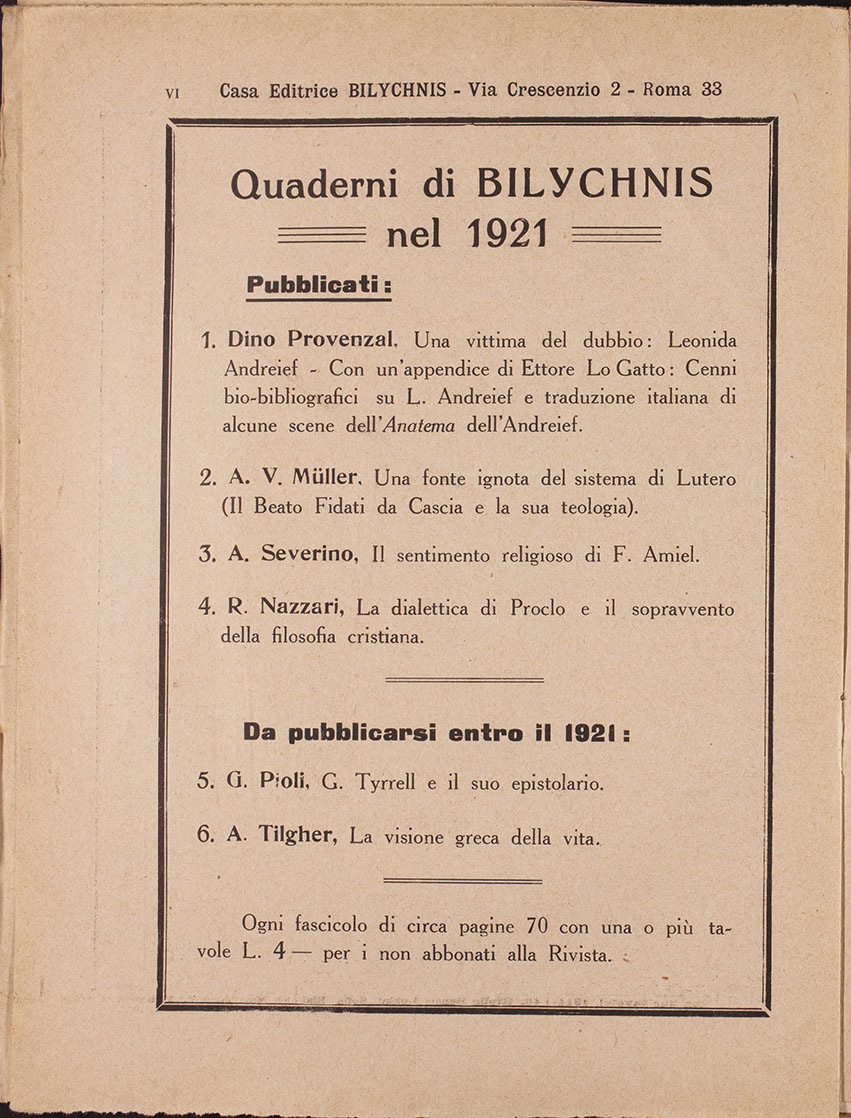 VI Casa Editrice BILYCHNIS - Via Crescenzio 2 - Roma 33
Quaderni di BILYCHNIS
nel 1921
Pubblicati:
1. Dino Provenzal, Una vittima del dubbio: Leonida
Andreief - Con un'appendice di Ettore Lo Gatto: Cenni
bio-bibliografici su L. Andreief e traduzione italiana di
alcune scene dell'Anatema dell'Andreief.
2. A. V. Müller, Una fonte ignota del sistema di Lutero
(Il Beato Fidati da Cascia e la sua teologia).
3. A. Severino, Il sentimento religioso di F. Amiel.
4. R. Nazzari, La dialettica di Proclo e il sopravvento
della filosofia cristiana.
Da pubblicarsi entro il 1921:
5. G. Pioli, G. Tyrrell e il suo epistolario.
6. A. Tilgher, La visione greca della vita.
Ogni fascicolo di circa pagine 70 con una o più ta-
vole L. 4 — per i non abbonati alla Rivista.